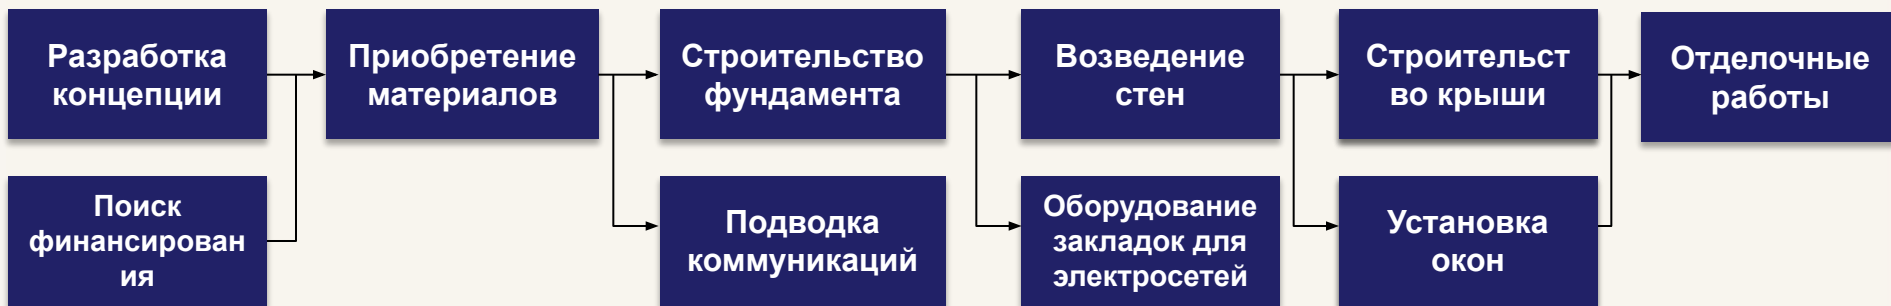 Разработка
концепции
Приобретение
материалов
Строительство
фундамента
Возведение
стен
Строительст
во крыши
Отделочные
работы
Поиск
финансирован
ия
Подводка
коммуникаций
Оборудование
закладок для
электросетей
Установка
окон